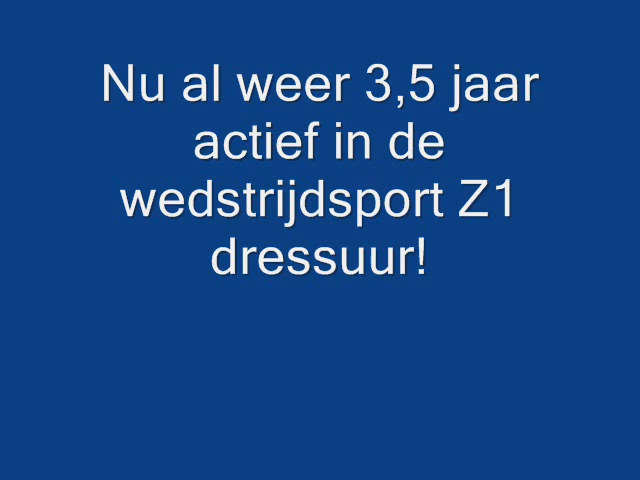 Nu al weer 3,5 jaar
actief in de
wedstrijdsport Z1
dressuur!